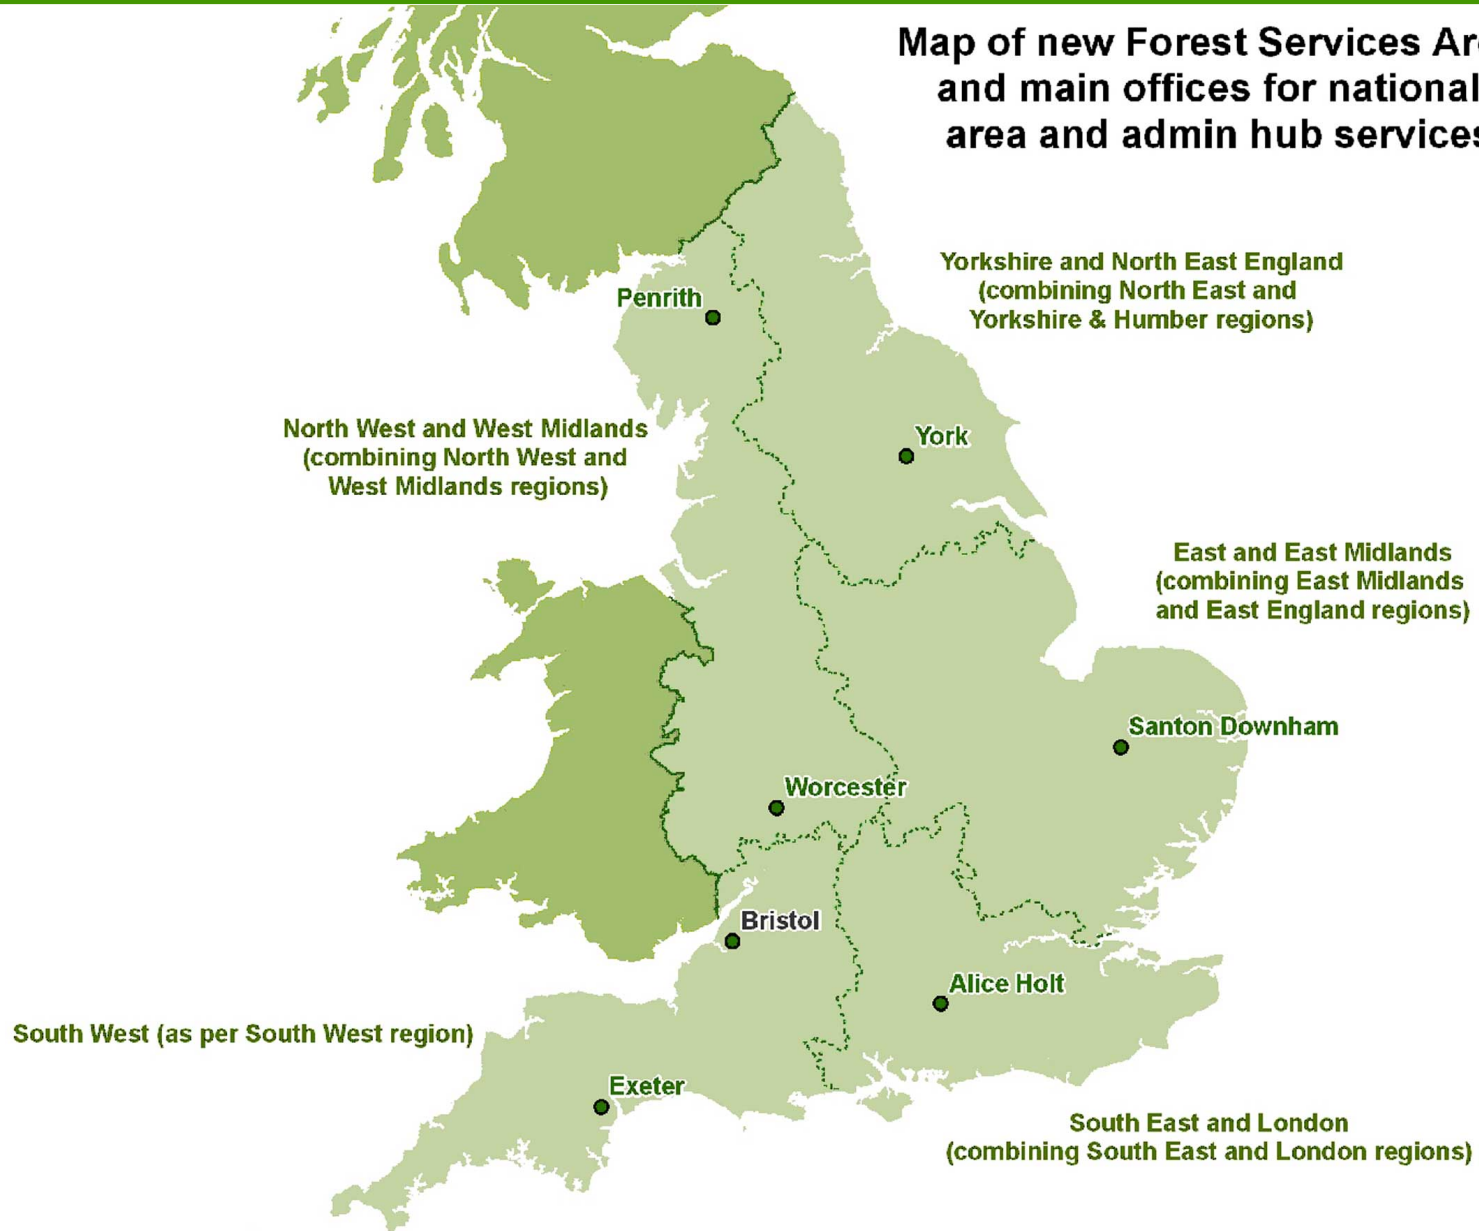 Map of new Forest Services
and main offices for national
area and admin hub services
Yorkshire and North East England
(combining North East and
Yorkshire & Humber regions)
Penrith
North West and West Midlands
(combining North West and
West Midlands regions)
York
East and East Midlands
(combining East Midlands
and East England regions)
Santon Downham
Worcester
Bristol
Alice Holt
South West (as per South West region)
Exeter
South East and London
(combining South East and London regions)